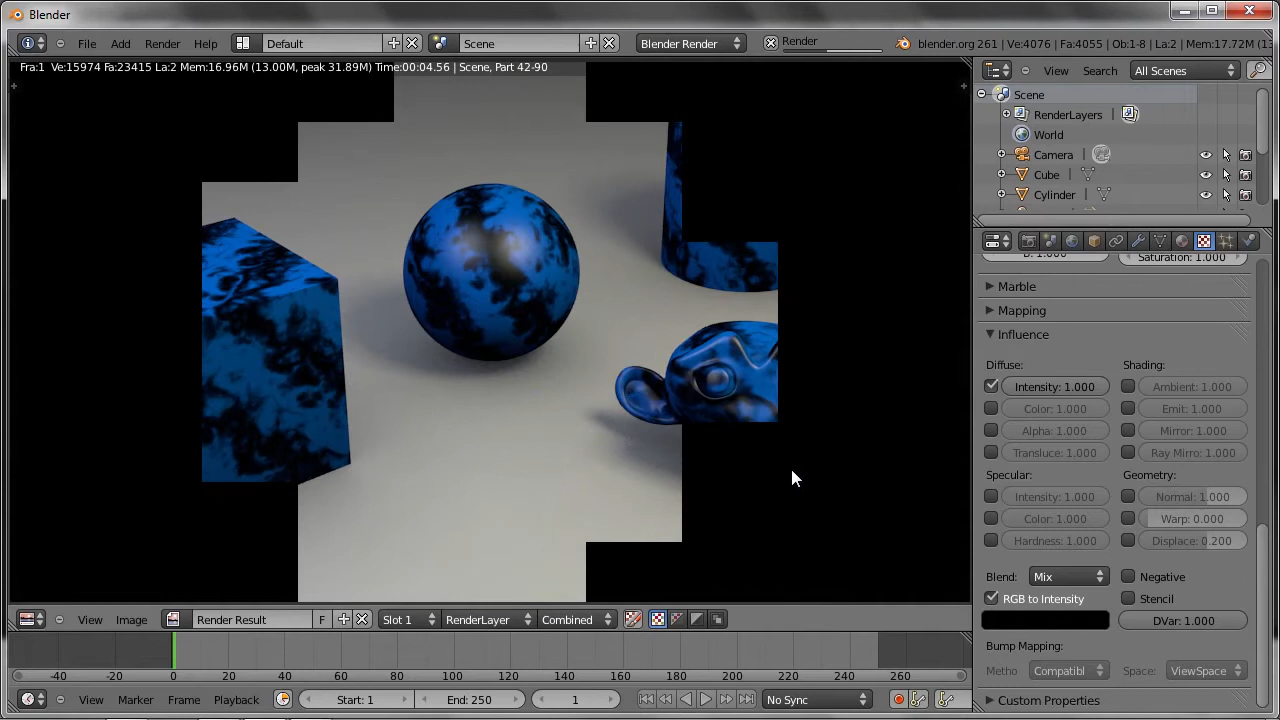 Blender
File Add Render Help Default Scene Blender Render Render blender.org 261 | Ve:4076 | Fa:4055 | Ob:1-8 | La:2 | Mem:17.72M
Fra:1 Ve:15974 Fa:23415 La:2 Mem:16.96M (13.00M, peak 31.89M) Time:00:04.56 | Scene, Part 42-90
View Search All Scenes
Scene
RenderLayers
World
Camera
Cube
Cylinder
B: 1.000 Saturation: 1.000
Marble
Mapping
Influence
Diffuse: Shading:
Intensity: 1.000 Ambient: 1.000
Color: 1.000 Emit: 1.000
Alpha: 1.000 Mirror: 1.000
Transluce: 1.000 Ray Mirro: 1.000
Specular: Geometry:
Intensity: 1.000 Normal: 1.000
Color: 1.000 Warp: 0.000
Hardness: 1.000 Displace: 0.200
Blend: Mix Negative
RGB to Intensity Stencil
DVar: 1.000
Bump Mapping:
Metho Compatibl Space: ViewSpace
Custom Properties
View Image Render Result F Slot 1 RenderLayer Combined
-40 -20 0 20 40 60 80 100 120 140 160 180 200 220 240 260
View Marker Frame Playback Start: 1 End: 250 1 No Sync